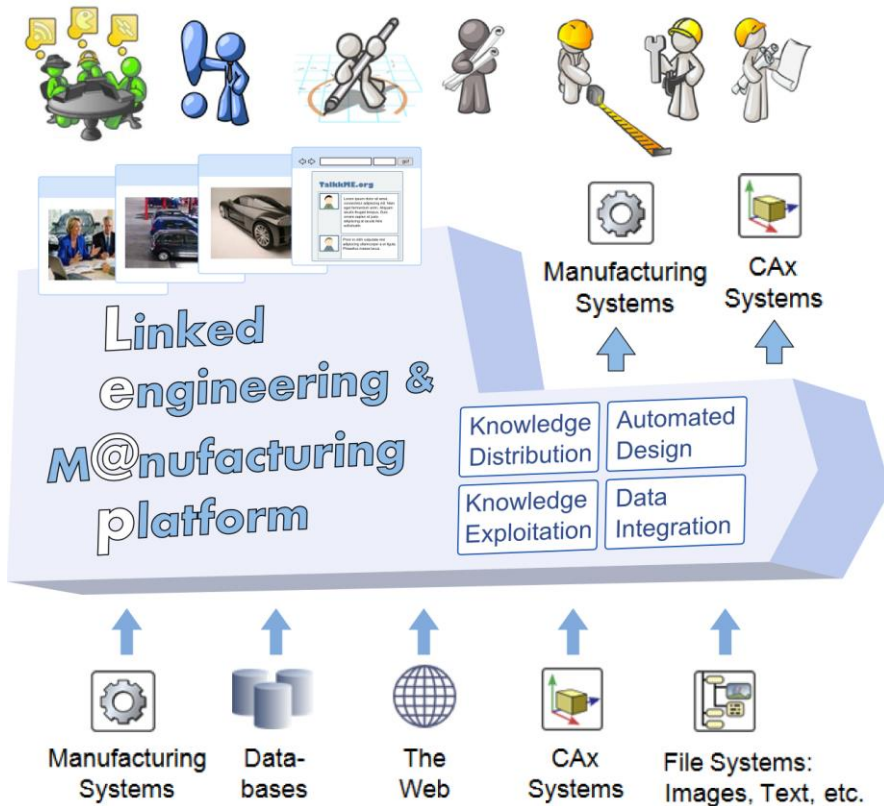 TalkkME.org
Manufacturing
Systems
CAx
Systems
Linked
engineering &
M@nufacturing
platform
Knowledge
Distribution
Automated
Design
Knowledge
Exploitation
Data
Integration
Manufacturing
Systems
Data-
bases
The
Web
CAx
Systems
File Systems:
Images, Text, etc.